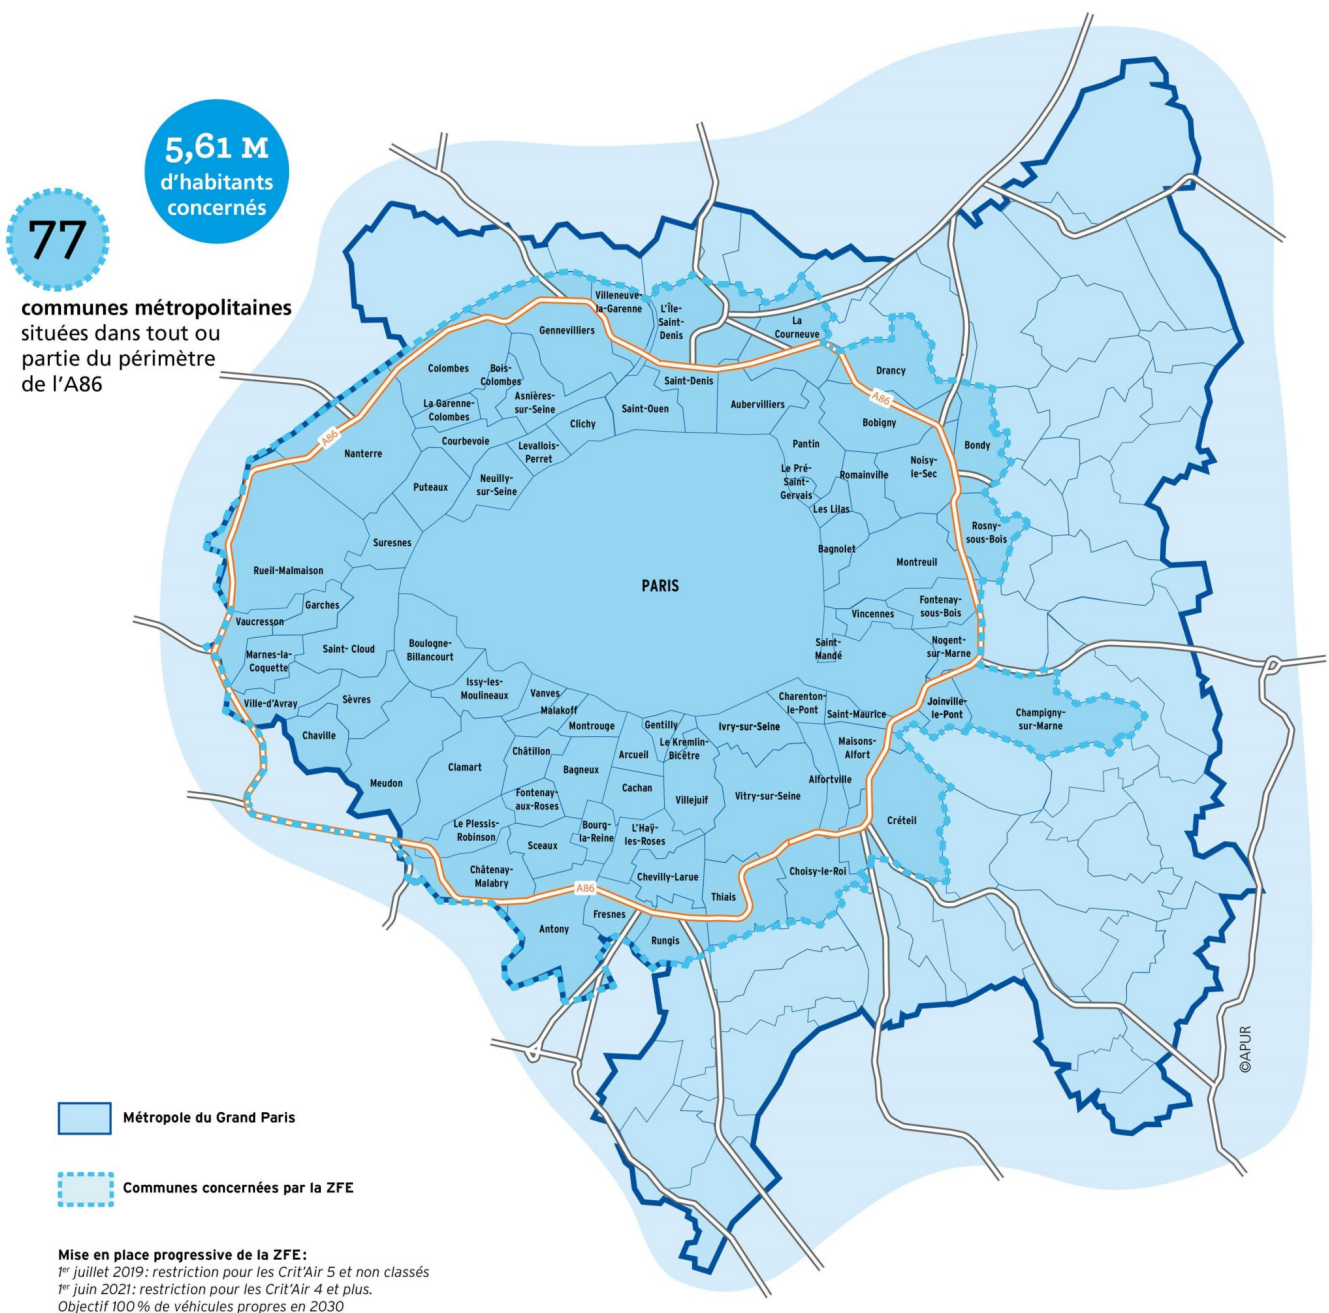 5,61 M
d'habitants
concernés
77
communes métropolitaines
situées dans tout ou
partie du périmètre
de l'A86
Villeneuve-
la-Garenne
L'Île-
Saint-
Denis
La
Courneuve
Gennevilliers
Colombes
Bois-
Colombes
Saint-Denis
Drancy
A86
La Garenne-
Colombes
Asnières-
sur-Seine
Saint-Ouen
Aubervilliers
Clichy
Bobigny
A86
Nanterre
Courbevoie
Levallois-
Perret
Pantin
Bondy
Puteaux
Neuilly-
sur-Seine
Le Pré-
Saint-
Gervais
Romainville
Noisy-
le-Sec
Les Lilas
Rosny-
sous-Bois
Suresnes
Bagnolet
Montreuil
Rueil-Malmaison
PARIS
Garches
Vaucresson
Vincennes
Fontenay-
sous-Bois
Marnes-la-
Coquette
Saint- Cloud
Boulogne-
Billancourt
Saint-
Mandé
Nogent-
sur-Marne
Ville-d'Avray
Sèvres
Issy-les-
Moulineaux
Vanves
Malakoff
Charenton-
le-Pont
Saint-Maurice
Joinville-
le-Pont
Champigny-
sur-Marne
Chaville
Montrouge
Gentilly
Ivry-sur-Seine
Châtillon
Arcueil
Le Kremlin-
Bicêtre
Maisons-
Alfort
Meudon
Clamart
Bagneux
Cachan
Villejuif
Vitry-sur-Seine
Alfortville
Fontenay-
aux-Roses
Le Plessis-
Robinson
Sceaux
Bourg-
la-Reine
L'Haÿ-
les-Roses
Créteil
Châtenay-
Malabry
A86
Chevilly-Larue
Thiais
Choisy-le-Roi
Antony
Fresnes
Rungis
©APUR
Métropole du Grand Paris
Communes concernées par la ZFE
Mise en place progressive de la ZFE :
1er juillet 2019 : restriction pour les Crit'Air 5 et non classés
1er juin 2021 : restriction pour les Crit'Air 4 et plus.
Objectif 100 % de véhicules propres en 2030